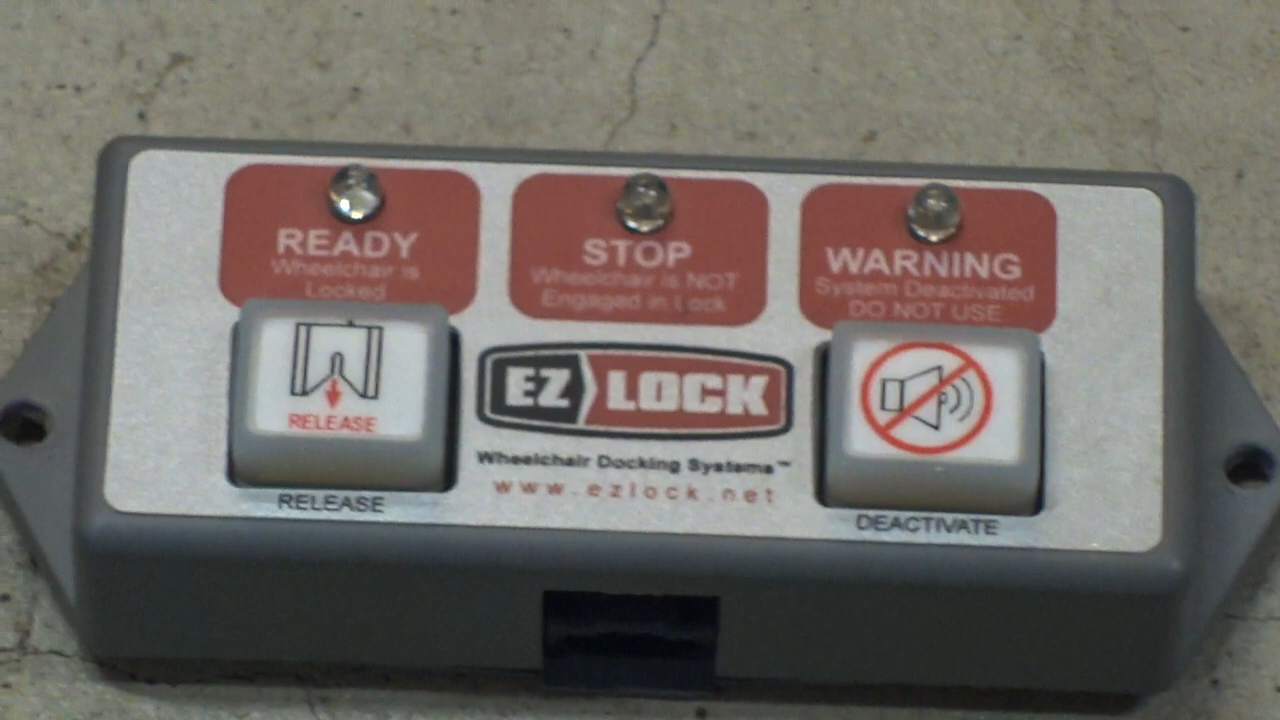 READY
Wheelchair is
Locked
STOP
Wheelchair is NOT
Engaged in Lock
WARNING
System Deactivated
DO NOT USE
RELEASE
RELEASE
EZ LOCK
Wheelchair Docking Systems™
www.ezlock.net
DEACTIVATE